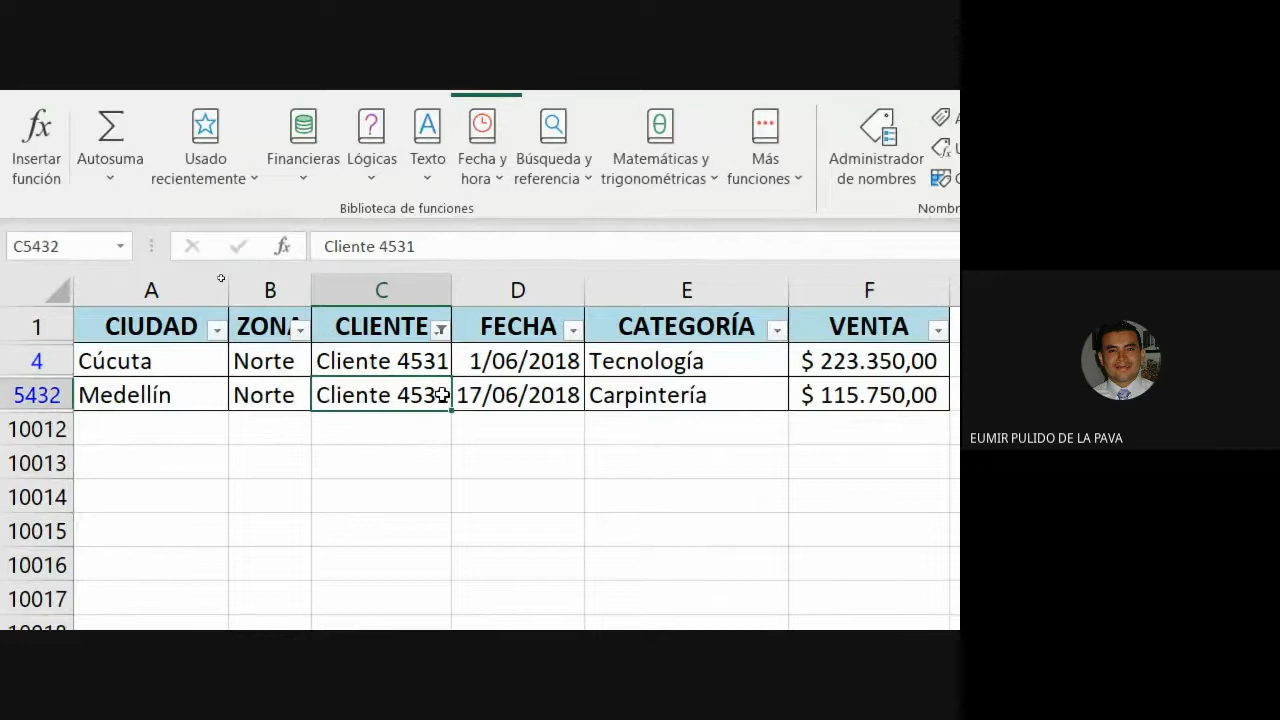 Insertar función
Autosuma
Usado recientemente
Financieras
Lógicas
Texto
Fecha y hora
Búsqueda y referencia
Matemáticas y trigonométricas
Más funciones
Administrador de nombres
Biblioteca de funciones
C5432
fx
Cliente 4531
A B C D E F
1 CIUDAD CLIENTE FECHA CATEGORÍA VENTA
4 Cúcuta Norte Cliente 4531 1/06/2018 Tecnología $ 223.350,00
5432 Medellín Norte Cliente 17/06/2018 Carpintería $ 115.750,00
10012
10013
10014
10015
10016
10017
EUMIR PULIDO DE LA PAVA